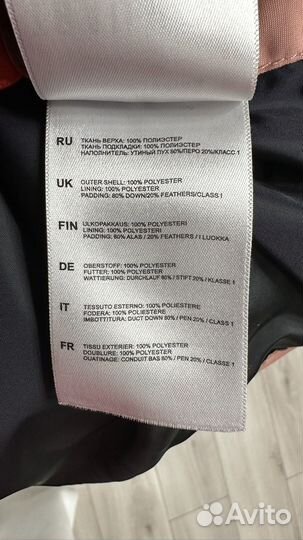 RU
ТКАНЬ ВЕРХА: 100% ПОЛИЭСТЕР
ТКАНЬ ПОДКЛАДКИ: 100% ПОЛИЭСТЕР
НАПОЛНИТЕЛЬ: УТИНЫЙ ПУХ 80%/ПЕРО 20%/КЛАСС 1
UK
OUTER SHELL: 100% POLYESTER
LINING: 100% POLYESTER
PADDING: 80% DOWN/20% FEATHERS/CLASS I
FIN
ULKOPAKKAUS: 100% POLYESTERI
LINING: 100% POLYESTERI
PADDING: 80% ALAS / 20% FEATHERS / I LUOKKA
DE
OBERSTOFF: 100% POLYESTER
FUTTER: 100% POLYESTER
WATTIERUNG: DURCHLAUF 80% / STIFT 20% / KLASSE 1
IT
TESSUTO ESTERNO: 100% POLIESTERE
FODERA: 100% POLIESTERE
IMBOTTITURA: DUCT DOWN 80% / PEN 20% / CLASS 1
FR
TISSU EXTERIER: 100% POLYESTER
DOUBLURE: 100% POLYESTER
OUATINAGE: CONDUIT BAS 80% / PEN 20% / CLASSE 1
Avito